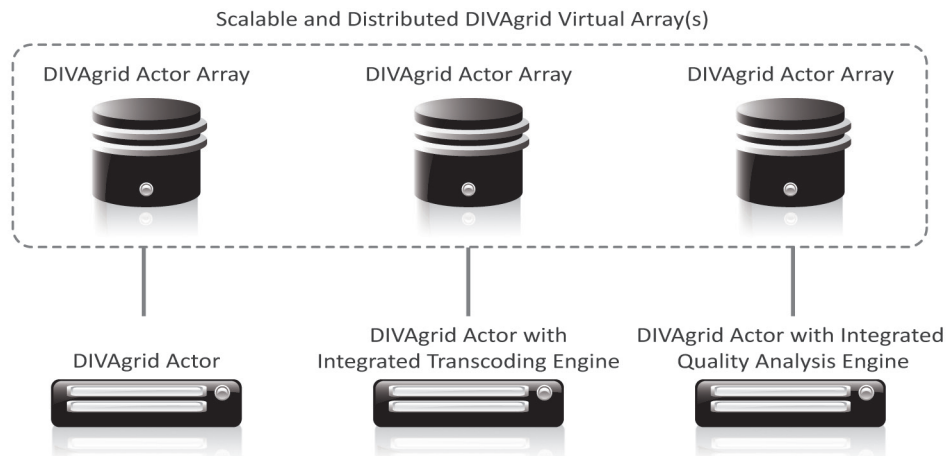 Scalable and Distributed DIVAgrid Virtual Array(s)
DIVAgrid Actor Array
DIVAgrid Actor Array
DIVAgrid Actor Array
DIVAgrid Actor
DIVAgrid Actor with
Integrated Transcoding Engine
DIVAgrid Actor with Integrated
Quality Analysis Engine